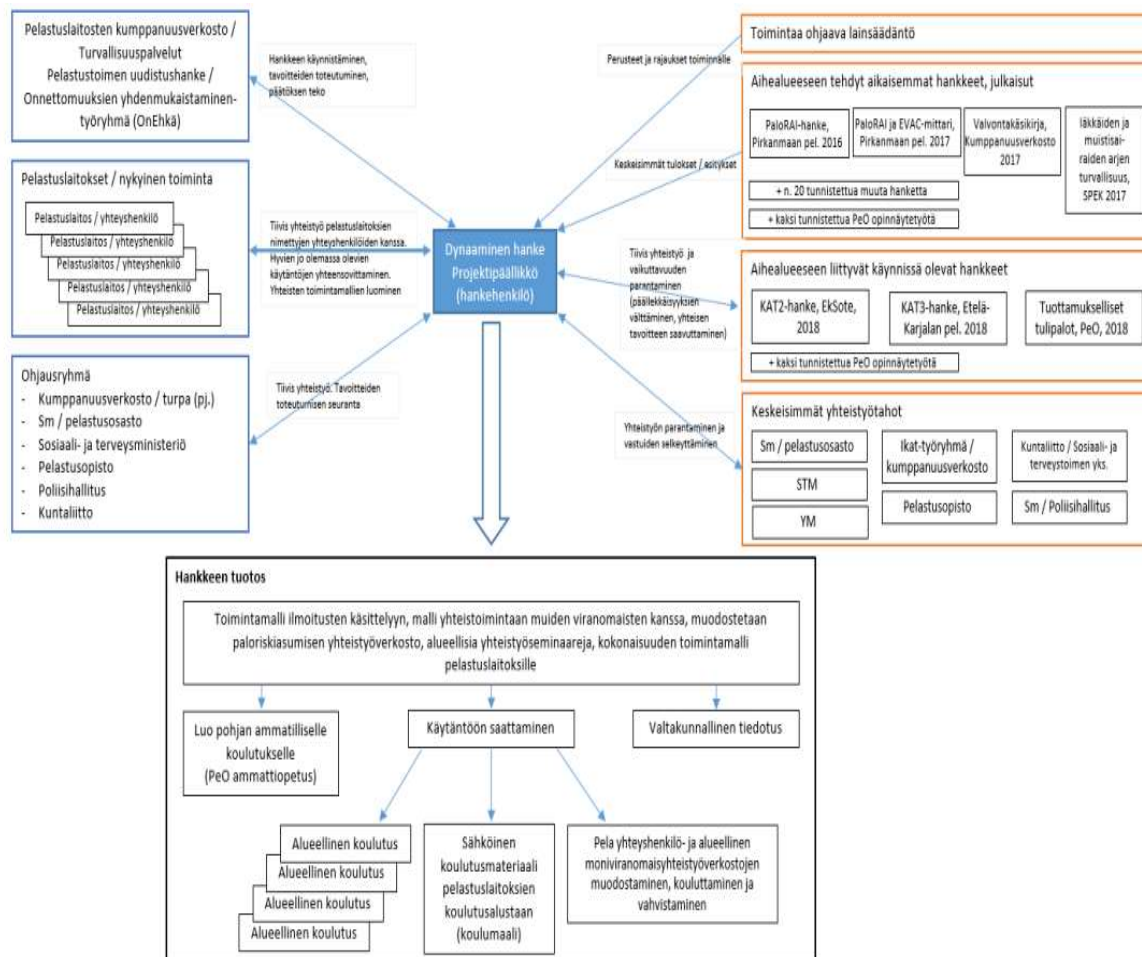 Pelastuslaitosten kumppanuusverkosto /
Turvallisuuspalvelut
Pelastustoimen uudistushanke /
Onnettomuuksien yhdenmukaistaminen-
työryhmä (OnEhkä)
Hankkeen käynnistäminen,
tavoitteiden toteutuminen,
päätöksen teko
Pelastuslaitokset / nykyinen toiminta
Pelastuslaitos / yhteyshenkilö
Pelastuslaitos / yhteyshenkilö
Pelastuslaitos / yhteyshenkilö
Pelastuslaitos / yhteyshenkilö
Pelastuslaitos / yhteyshenkilö
Tiivis yhteistyö pelastuslaitoksien
nimettyjen yhteyshenkilöiden kanssa.
Hyvien jo olemassa olevien
käytäntöjen yhteensovittaminen.
Yhteisten toimintamallien luominen
Ohjausryhmä
- Kumppanuusverkosto / turpa (pj.)
- Sm / pelastusosasto
- Sosiaali- ja terveysministeriö
- Pelastusopisto
- Poliisihallitus
- Kuntaliitto
Tiivis yhteistyö. Tavoitteiden
toteutumisen seuranta
Dynaaminen hanke
Projektipäällikkö
(hankehenkilö)
Perusteet ja rajaukset toiminnalle
Toimintaa ohjaava lainsäädäntö
Keskeisimmät tulokset / esitykset
Aihealueeseen tehdyt aikaisemmat hankkeet, julkaisut
PaloRAI-hanke,
Pirkanmaan pel. 2016
PaloRAI ja EVAC-mittari,
Pirkanmaan pel. 2017
Valvontakäsikirja,
Kumppanuusverkosto
2017
Iäkkäiden ja
muistisai-
raiden arjen
turvallisuus,
SPEK 2017
+ n. 20 tunnistettua muuta hanketta
+ kaksi tunnistettua PeO opinnäytetyötä
Tiivis yhteistyö ja
vaikuttavuuden
parantaminen
(päällekkäisyyksien
välttäminen, yhteisen
tavoitteen saavuttaminen)
Aihealueeseen liittyvät käynnissä olevat hankkeet
KAT2-hanke, EkSote,
2018
KAT3-hanke, Etelä-
Karjalan pel. 2018
Tuottamukselliset
tulipalot, PeO, 2018
+ kaksi tunnistettua PeO opinnäytetyötä
Yhteistyön parantaminen ja
vastuiden selkeyttäminen
Keskeisimmät yhteistyötahot
Sm / pelastusosasto
STM
YM
Ikat-työryhmä /
kumppanuusverkosto
Pelastusopisto
Kuntaliitto / Sosiaali- ja
terveystoimen yks.
Sm / Poliisihallitus
Hankkeen tuotos
Toimintamalli ilmoitusten käsittelyyn, malli yhteistoimintaan muiden viranomaisten kanssa, muodostetaan
paloriskiasumisen yhteistyöverkosto, alueellisia yhteistyöseminaareja, kokonaisuuden toimintamalli
pelastuslaitoksille
Luo pohjan ammatilliselle
koulutukselle
(PeO ammattiopetus)
Käytäntöön saattaminen
Valtakunnallinen tiedotus
Alueellinen koulutus
Alueellinen koulutus
Alueellinen koulutus
Alueellinen koulutus
Sähköinen
koulutusmateriaali
pelastuslaitoksien
koulutusalustaan
(koulumaali)
Pela yhteyshenkilö- ja alueellinen
moniviranomaisyhteistyöverkostojen
muodostaminen, kouluttaminen ja
vahvistaminen